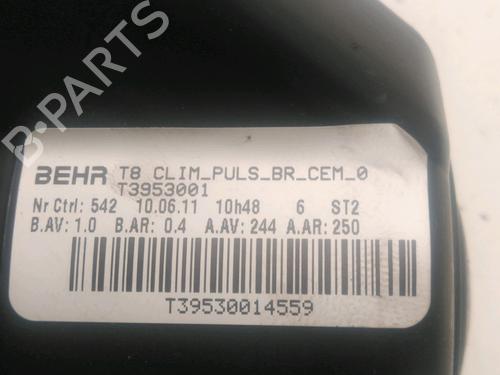 B-PARTS
BEHR T8 CLIM_PULS_BR_CEM_0
T3953001
Nr Ctrl: 542 10.06.11 10h48 6 ST2
B.AV: 1.0 B.AR: 0.4 A.AV: 244 A.AR: 250
T39530014559